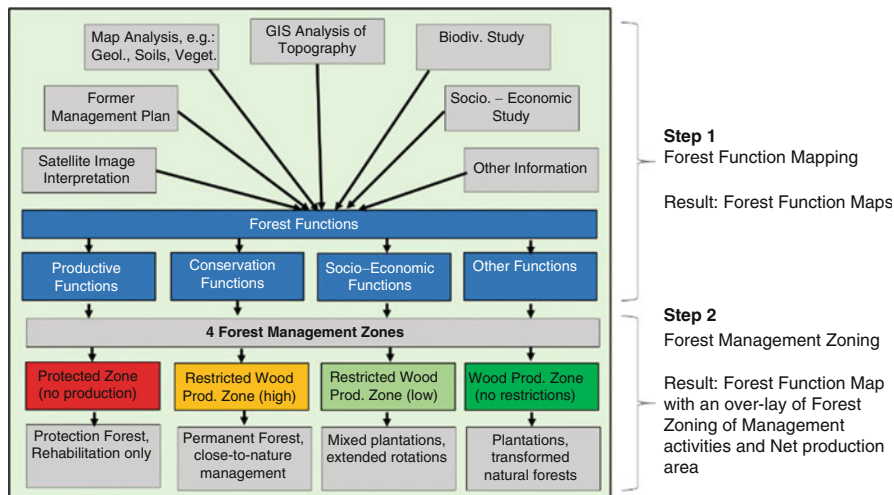 Map Analysis, e.g.:
Geol., Soils, Veget.
GIS Analysis of
Topography
Biodiv. Study
Former
Management Plan
Socio. – Economic
Study
Satellite Image
Interpretation
Other Information
Forest Functions
Productive
Functions
Conservation
Functions
Socio–Economic
Functions
Other Functions
4 Forest Management Zones
Protected Zone
(no production)
Restricted Wood
Prod. Zone (high)
Restricted Wood
Prod. Zone (low)
Wood Prod. Zone
(no restrictions)
Protection Forest,
Rehabilitation only
Permanent Forest,
close-to-nature
management
Mixed plantations,
extended rotations
Plantations,
transformed
natural forests
Step 1
Forest Function Mapping
Result: Forest Function Maps
Step 2
Forest Management Zoning
Result: Forest Function Map
with an over-lay of Forest
Zoning of Management
activities and Net production
area